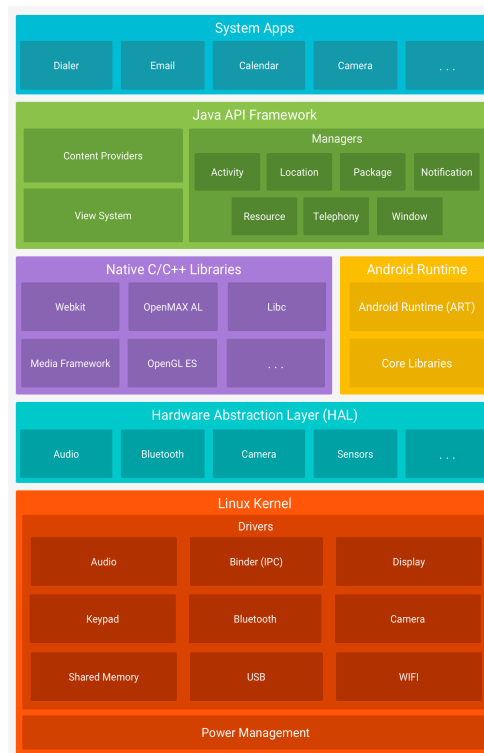 System Apps
Dialer
Email
Calendar
Camera
. . .
Java API Framework
Content Providers
View System
Managers
Activity
Location
Package
Notification
Resource
Telephony
Window
Native C/C++ Libraries
Webkit
OpenMAX AL
Libc
Media Framework
OpenGL ES
. . .
Android Runtime
Android Runtime (ART)
Core Libraries
Hardware Abstraction Layer (HAL)
Audio
Bluetooth
Camera
Sensors
. . .
Linux Kernel
Drivers
Audio
Binder (IPC)
Display
Keypad
Bluetooth
Camera
Shared Memory
USB
WIFI
Power Management